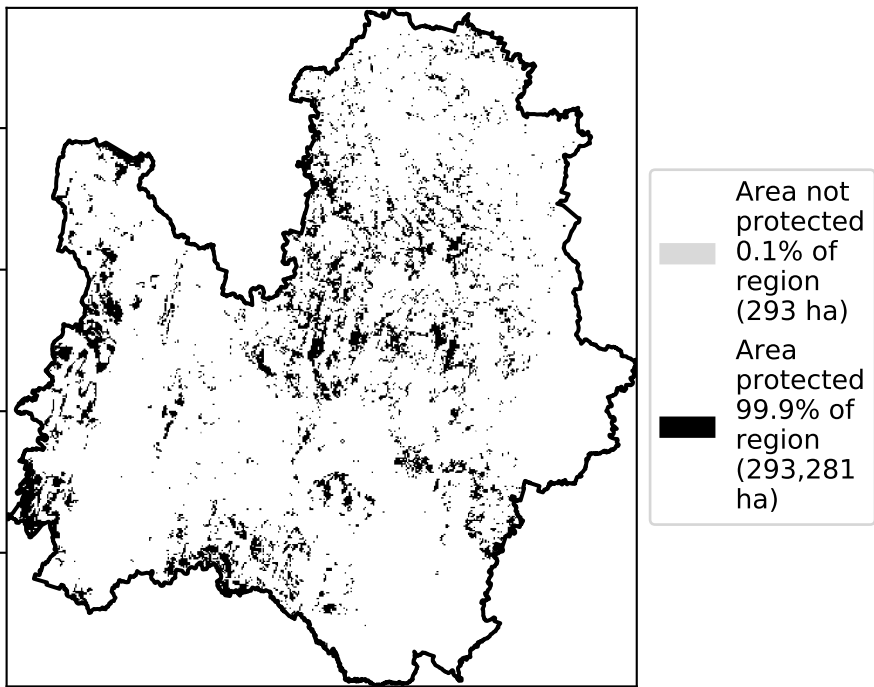 Area not
protected
0.1% of
region
(293 ha)
Area
protected
99.9% of
region
(293,281
ha)